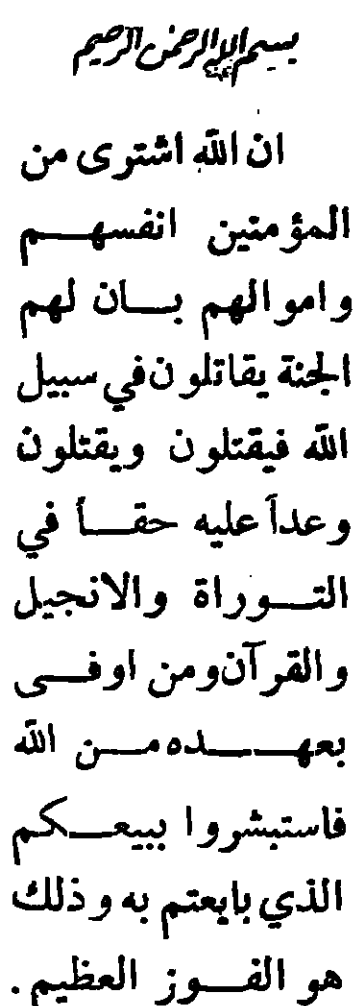 بسم الله الرحمن الرحيم
ان الله اشترى من
المؤمنين انفسهم
واموالهم بان لهم
الجنة يقاتلون في سبيل
الله فيقتلون ويقتلون
وعداً عليه حقاً في
التوراة والانجيل
والقرآن ومن اوفى
بعهده من الله
فاستبشروا ببيعكم
الذي بايعتم به وذلك
هو الفوز العظيم.